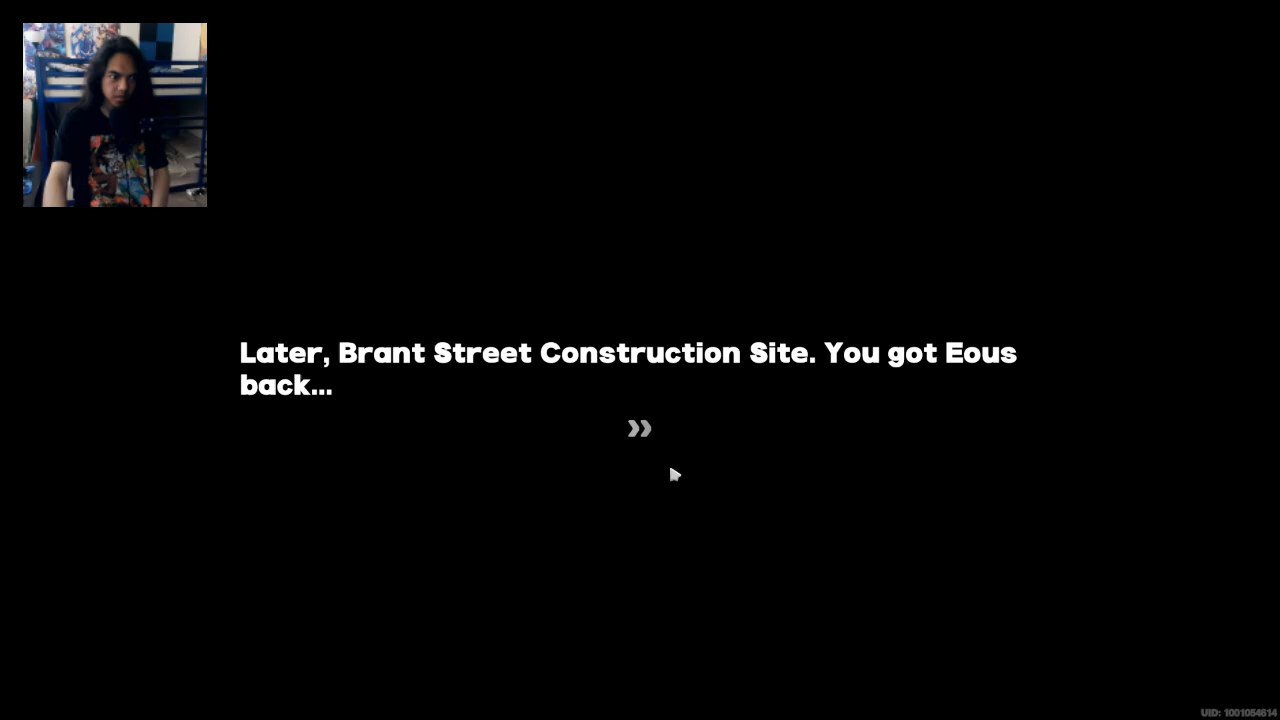 Later, Brant Street Construction Site. You got Eous
back...
UID: 1001054614